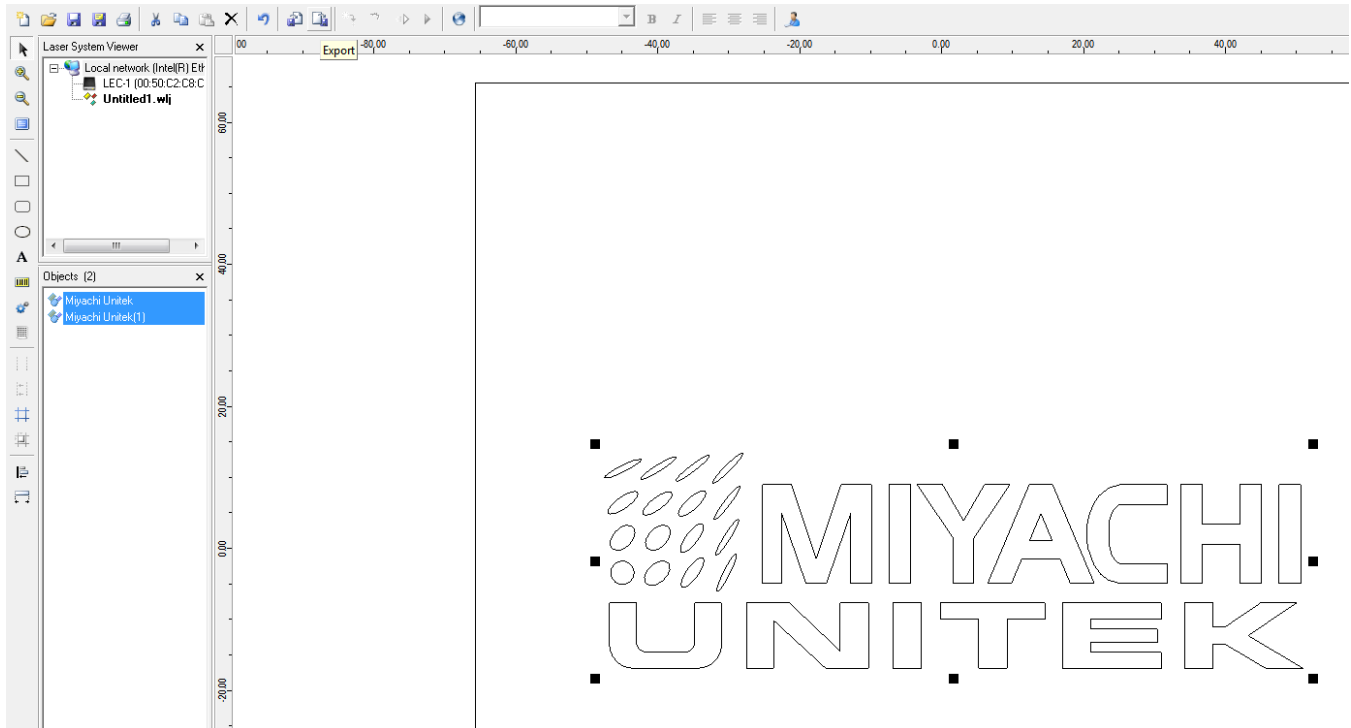 B I
Laser System Viewer ×
Local network (Intel(R) Eth
LEC-1 (00:50:C2:C8:C
Untitled1.wlj
Objects (2) ×
Miyachi Unitek
Miyachi Unitek(1)
A
Export
00 -80,00 -60,00 -40,00 -20,00 0,00 20,00 40,00
60,00
40,00
20,00
0,00
-20,00
MIYACHI
UNITEK